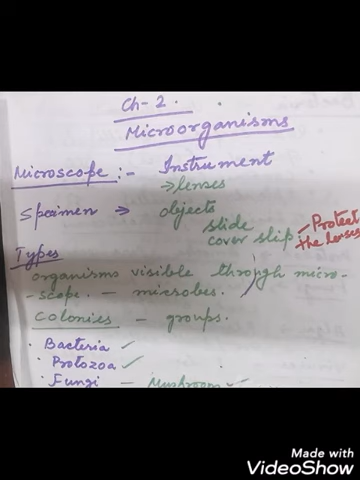 Ch-2.
Microorganisms
Microscope :- Instrument
→lenses
Specimen → objects
slide
cover slip - Protect the lenses
Types
organisms visible through micro-
-scope. - microbes.
Colonies - groups.
• Bacteria ✓
• Protozoa ✓
• Fungi - Mushroom ✓
Made with
VideoShow